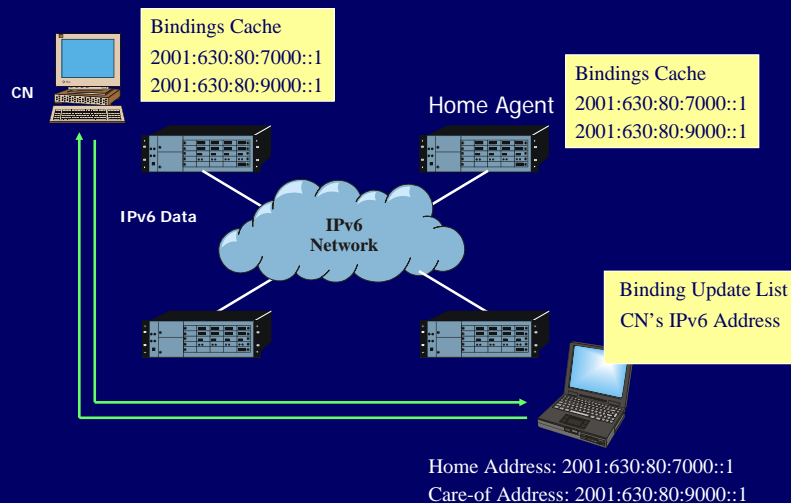 Bindings Cache
2001:630:80:7000::1
2001:630:80:9000::1
CN
Home Agent
Bindings Cache
2001:630:80:7000::1
2001:630:80:9000::1
IPv6 Data
IPv6
Network
Binding Update List
CN's IPv6 Address
Home Address: 2001:630:80:7000::1
Care-of Address: 2001:630:80:9000::1